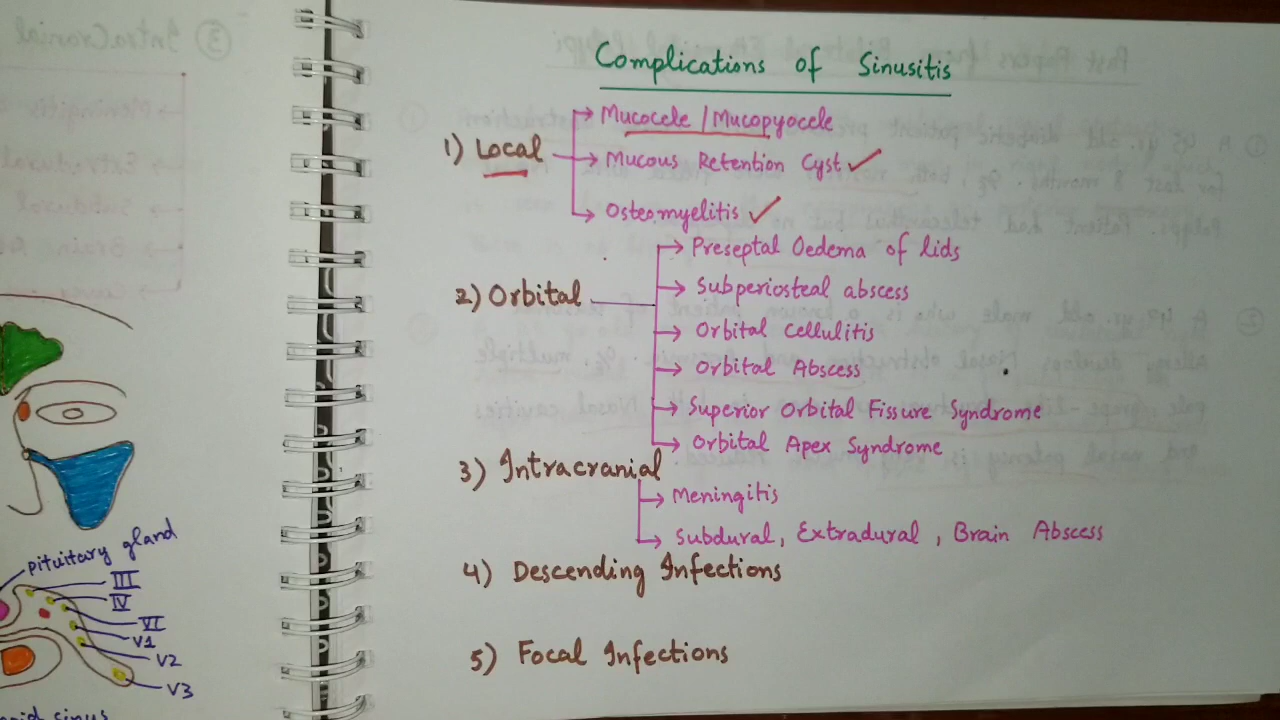 Complications of Sinusitis
1) Local
Mucocele / Mucopyocele
Mucous Retention Cyst
Osteomyelitis
2) Orbital
Preseptal Oedema of lids
Subperiosteal abscess
Orbital Cellulitis
Orbital Abscess
Superior Orbital Fissure Syndrome
Orbital Apex Syndrome
3) Intracranial
Meningitis
Subdural, Extradural, Brain Abscess
4) Descending Infections
5) Focal Infections
pituitary gland
III
IV
VI
V1
V2
V3
sinus